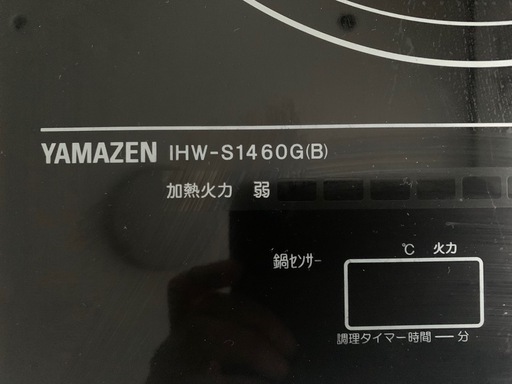 YAMAZEN IHW-S1460G(B)
加熱火力 弱
℃ 火力
鍋センサー
調理タイマー時間 ― 分